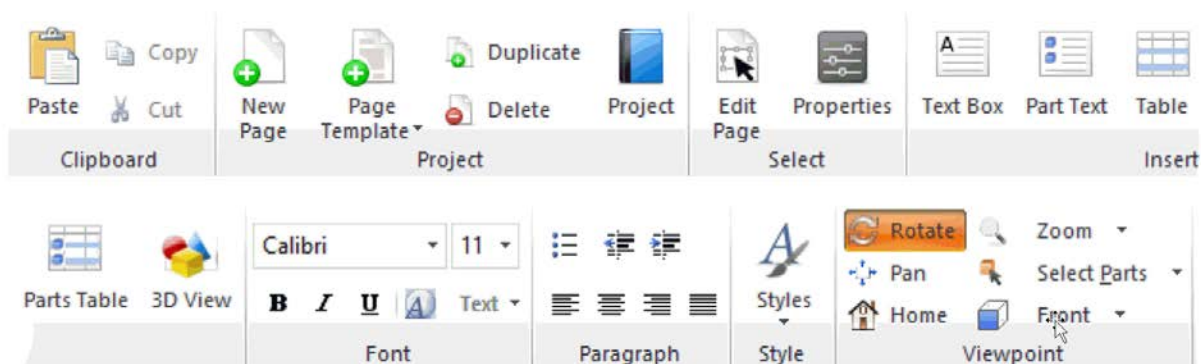 Paste
Copy
Cut
Clipboard
New
Page
Page
Template
Duplicate
Delete
Project
Project
Edit
Page
Properties
Select
A
Text Box
Part Text
Table
Insert
Parts Table
3D View
Calibri
11
B I U A Text
Font
Paragraph
A
Styles
Style
Rotate
Zoom
Pan
Select Parts
Home
Front
Viewpoint